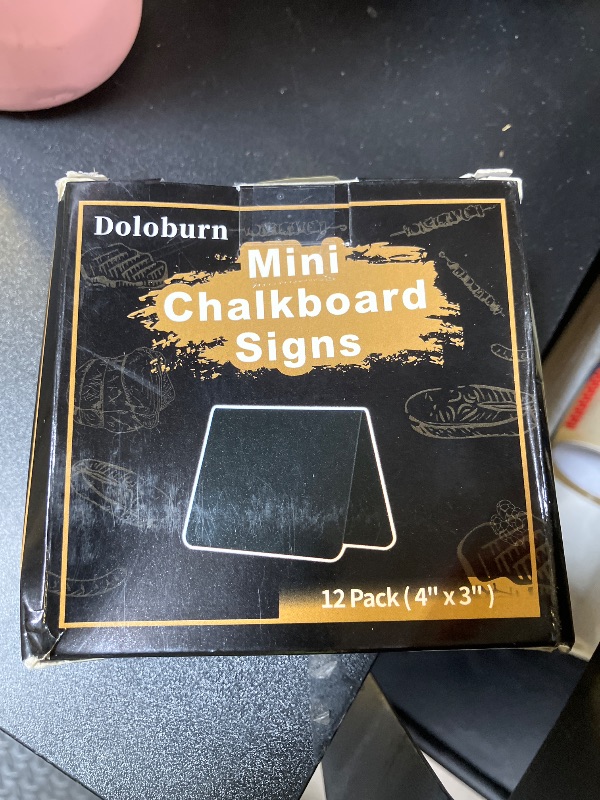 Doloburn
Mini
Chalkboard
Signs
12 Pack ( 4" x 3" )